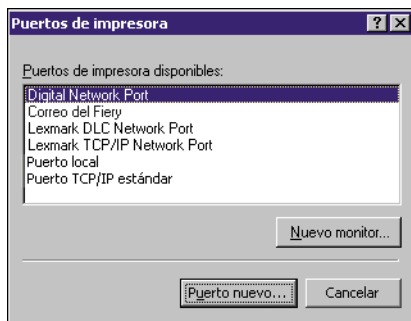 Puertos de impresora
Puertos de impresora disponibles:
Digital Network Port
Correo del Fiery
Lexmark DLC Network Port
Lexmark TCP/IP Network Port
Puerto local
Puerto TCP/IP estándar
Nuevo monitor...
Puerto nuevo...
Cancelar